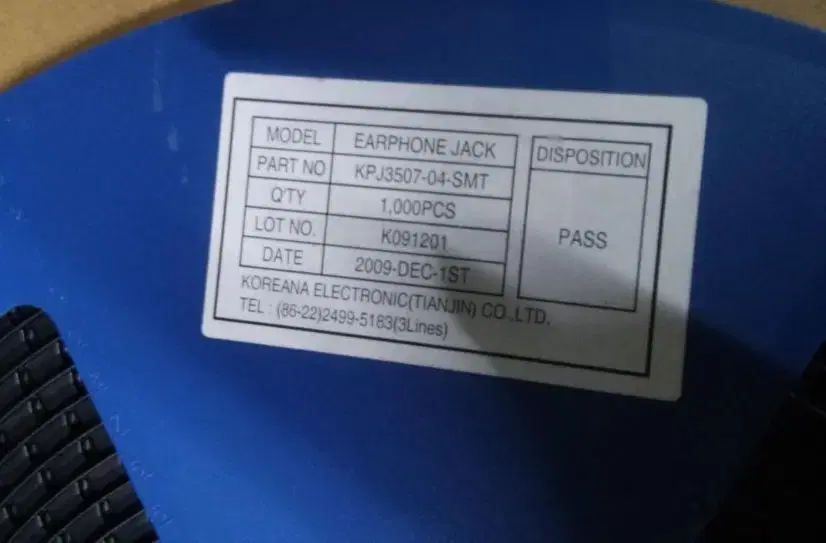 MODEL EARPHONE JACK
PART NO KPJ3507-04-SMT
Q'TY 1,000PCS
LOT NO. K091201
DATE 2009-DEC-1ST
DISPOSITION
PASS
KOREANA ELECTRONIC(TIANJIN) CO.,LTD.
TEL : (86-22)2499-5183(3Lines)